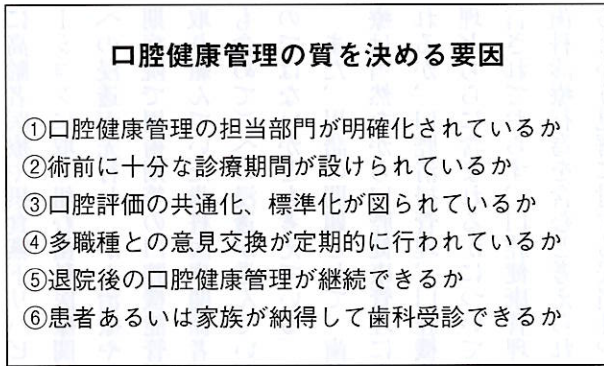 口腔健康管理の質を決める要因
①口腔健康管理の担当部門が明確化されているか
②術前に十分な診療期間が設けられているか
③口腔評価の共通化、標準化が図られているか
④多職種との意見交換が定期的に行われているか
⑤退院後の口腔健康管理が継続できるか
⑥患者あるいは家族が納得して歯科受診できるか